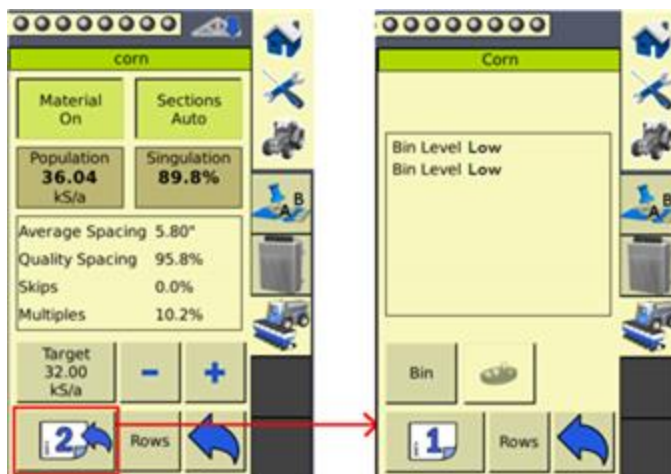 corn
Material
On
Sections
Auto
Population
36.04
kS/a
Singulation
89.8%
Average Spacing 5.80"
Quality Spacing 95.8%
Skips 0.0%
Multiples 10.2%
Target
32.00
kS/a
- +
2
Rows
A B
Corn
Bin Level Low
Bin Level Low
Bin
1
Rows
A B